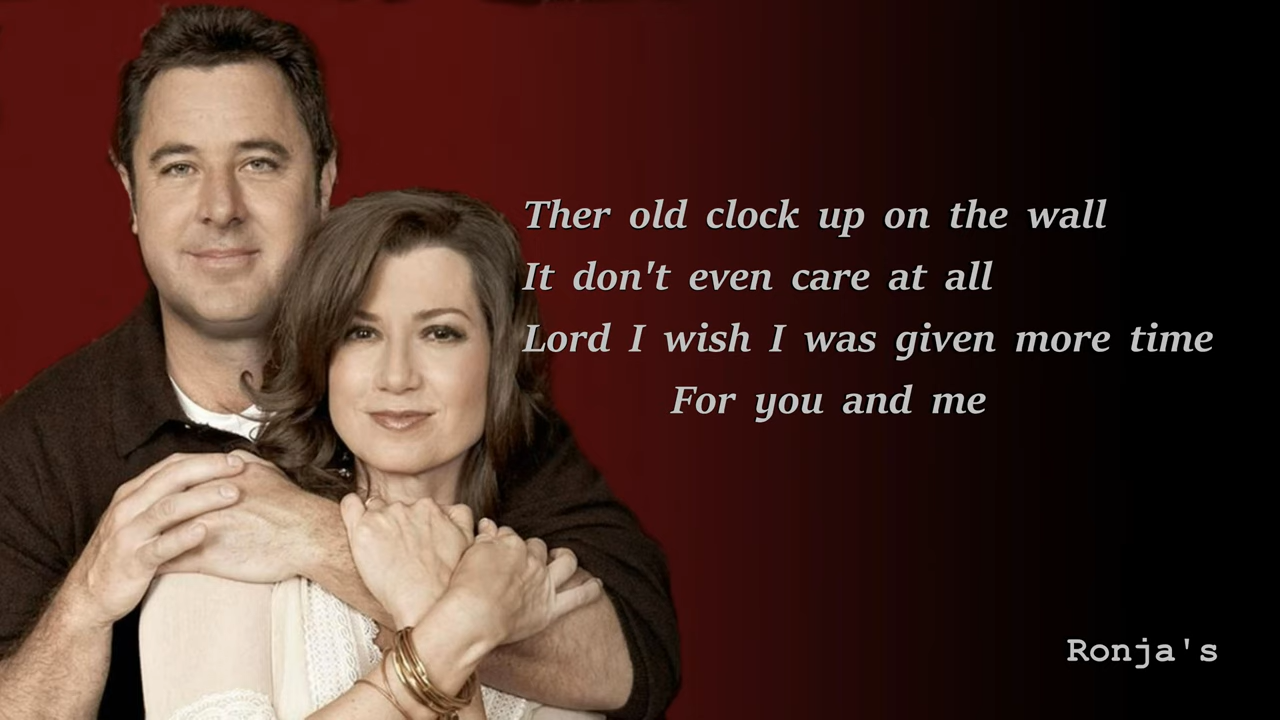 Ther old clock up on the wall
It don't even care at all
Lord I wish I was given more time
For you and me
Ronja's